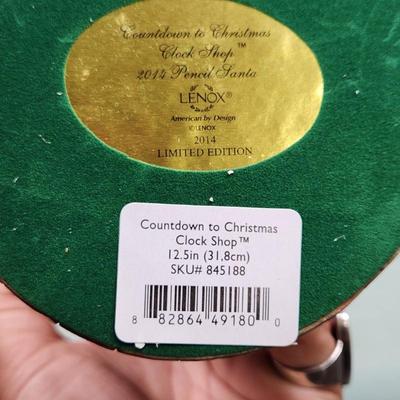 Countdown to Christmas
Clock Shop™
2014 Pencil Santa
LENOX®
American by Design
©LENOX
2014
LIMITED EDITION
Countdown to Christmas
Clock Shop™
12.5in (31,8cm)
SKU# 845188
8 82864 49180 0